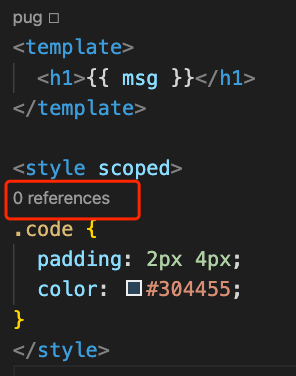 pug ☐
<template>
<h1>{{ msg }}</h1>
</template>
<style scoped>
0 references
.code {
padding: 2px 4px;
color: #304455;
}
</style>